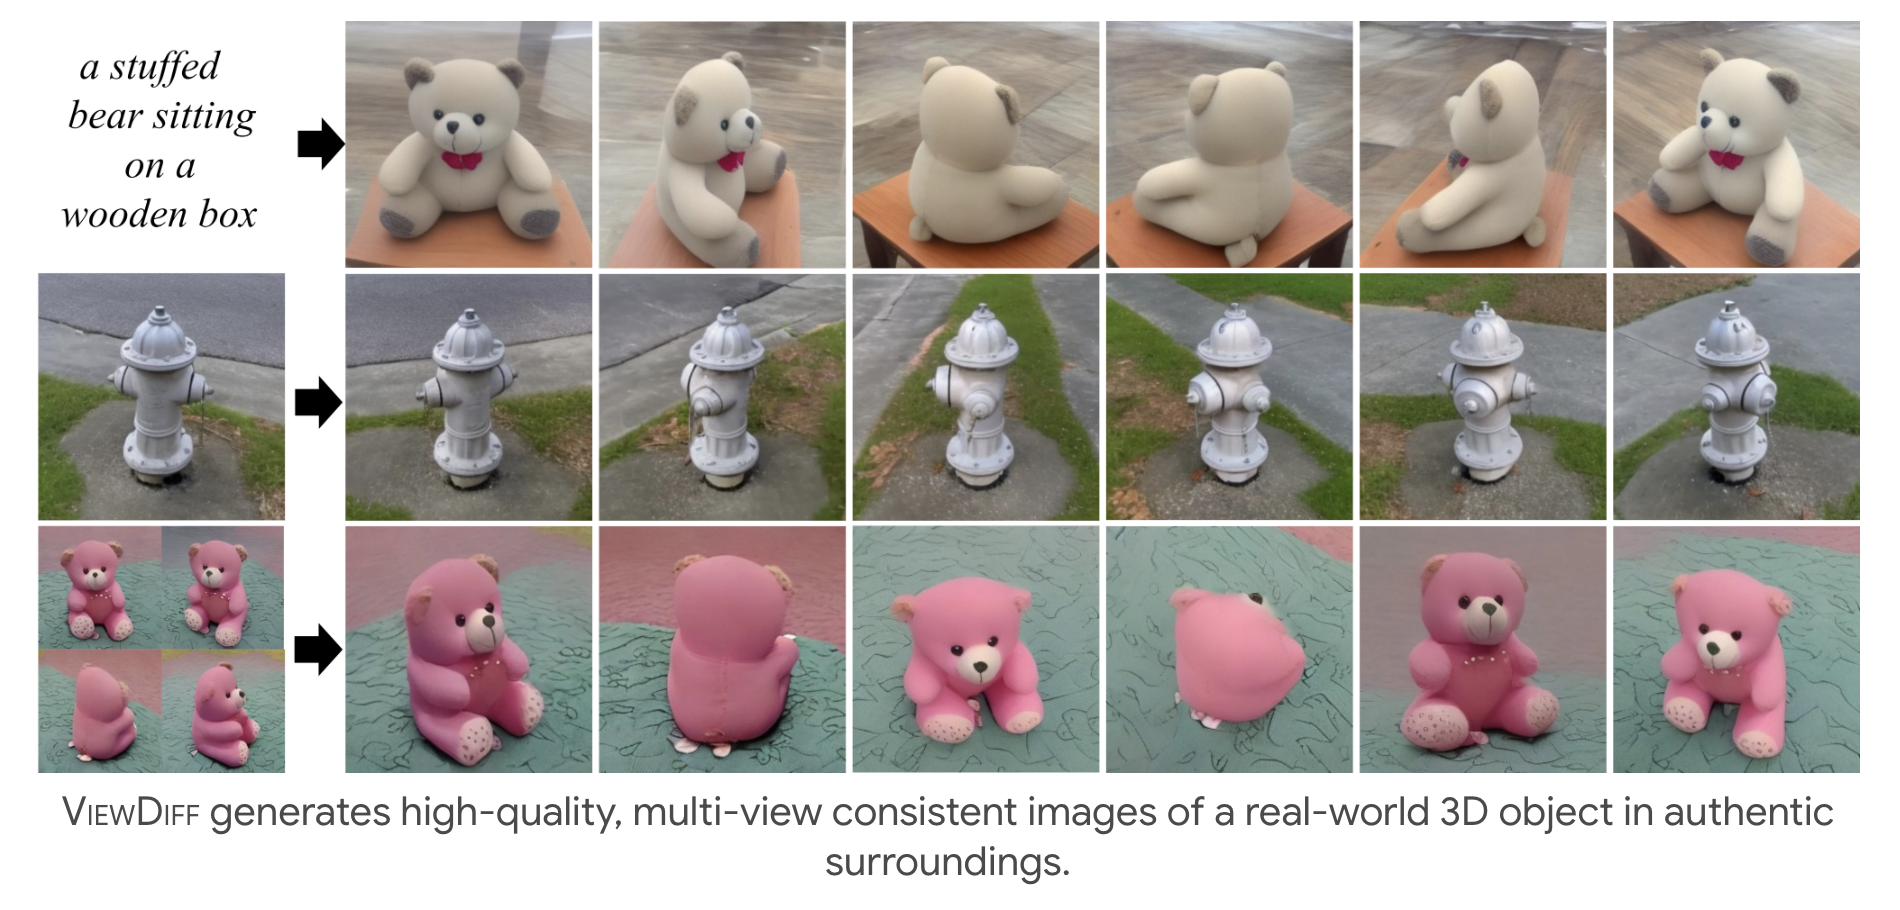 a stuffed
bear sitting
on a
wooden box
ViewDiff generates high-quality, multi-view consistent images of a real-world 3D object in authentic
surroundings.